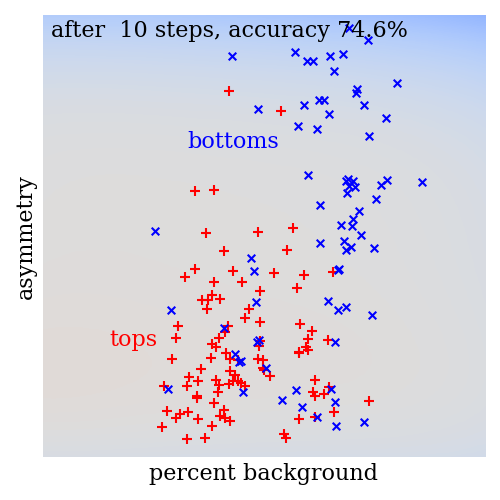 after  10 steps, accuracy 74.6%
bottoms
asymmetry
tops
percent background